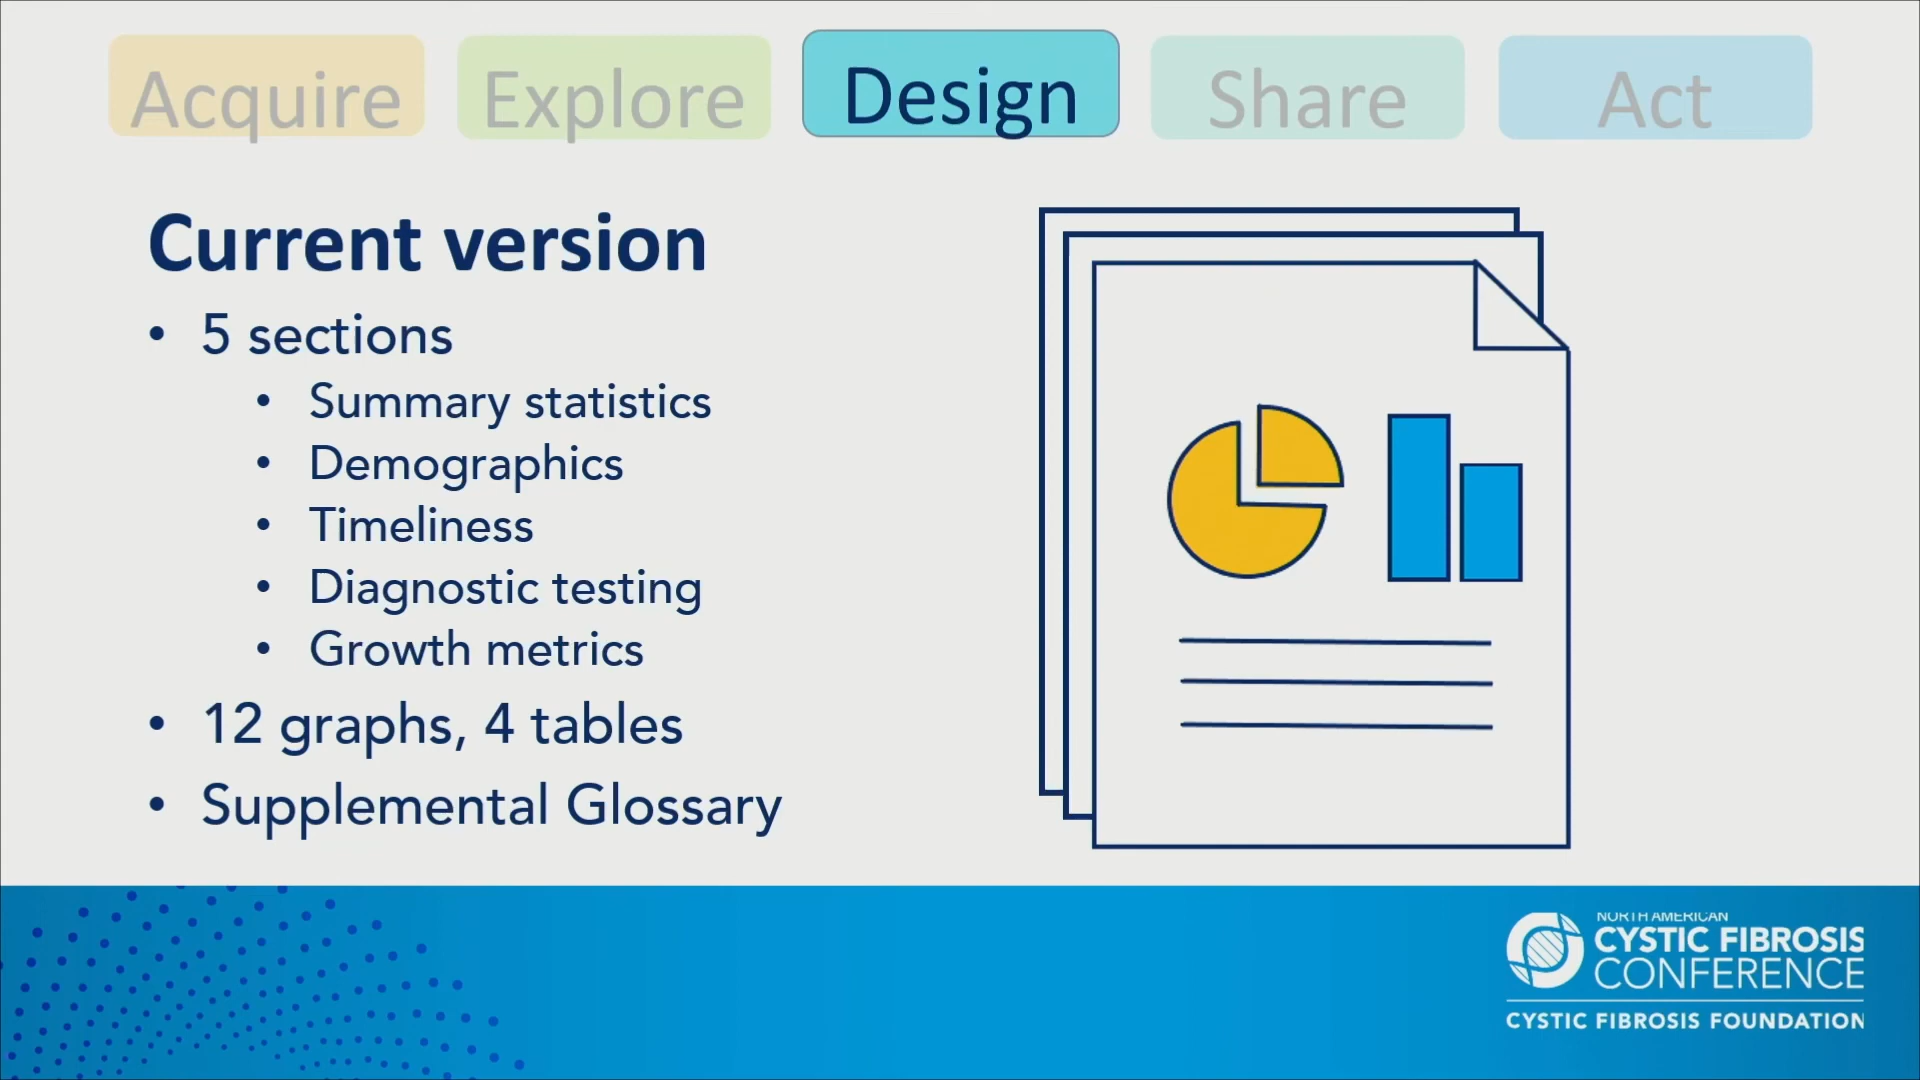 Acquire
Explore
Design
Share
Act
Current version
• 5 sections
• Summary statistics
• Demographics
• Timeliness
• Diagnostic testing
• Growth metrics
• 12 graphs, 4 tables
• Supplemental Glossary
NORTH AMERICAN
CYSTIC FIBROSIS
CONFERENCE
CYSTIC FIBROSIS FOUNDATION